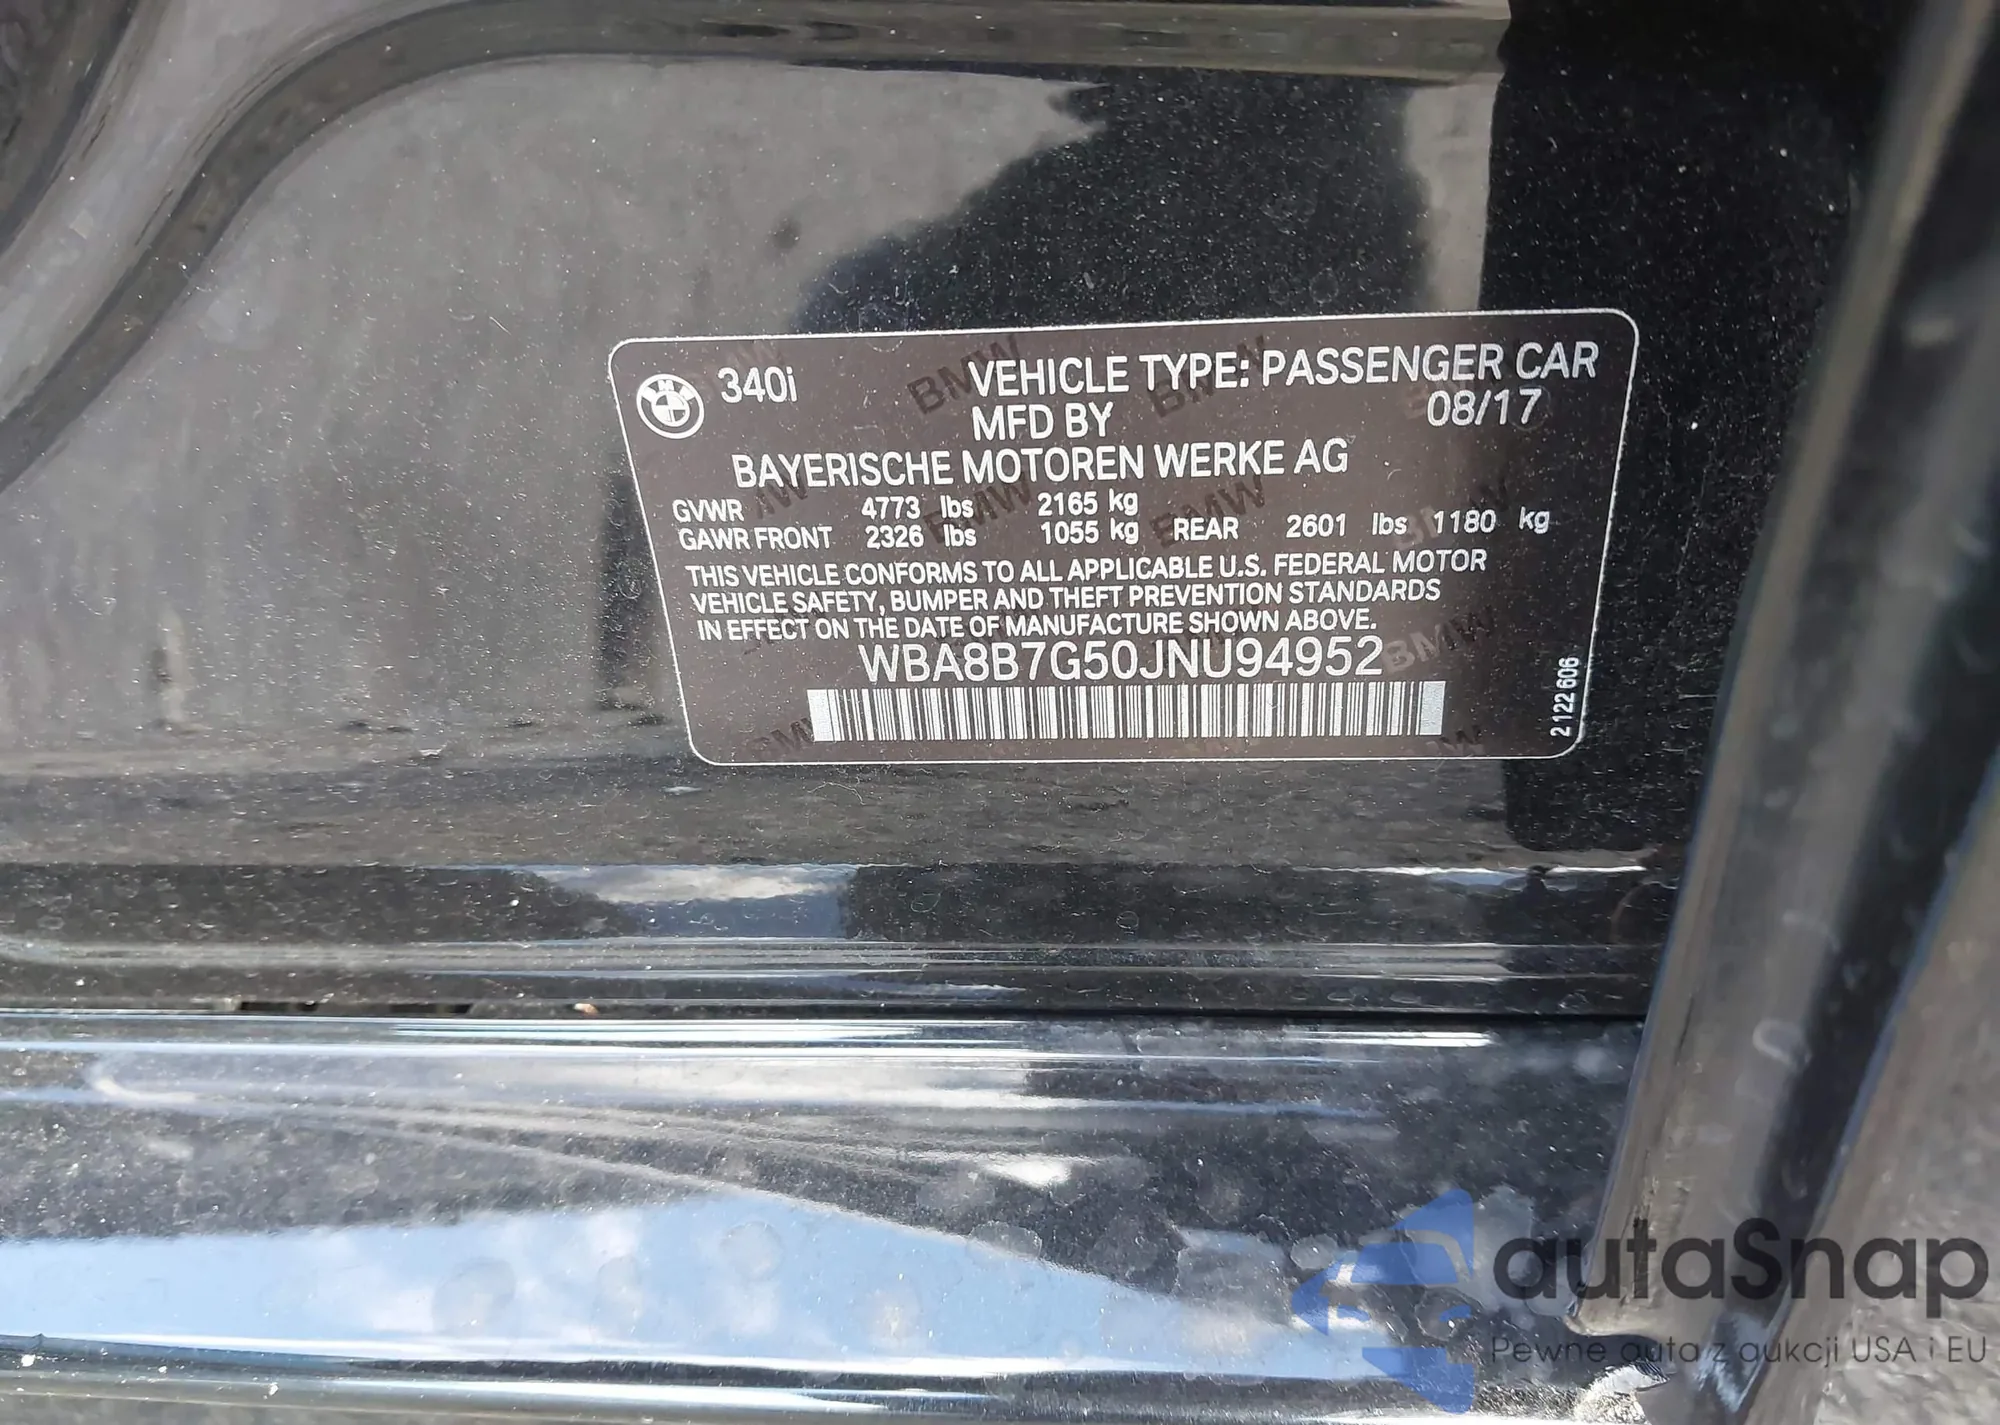 340i VEHICLE TYPE: PASSENGER CAR
MFD BY 08/17
BAYERISCHE MOTOREN WERKE AG
GVWR 4773 lbs 2165 kg
GAWR FRONT 2326 lbs 1055 kg REAR 2601 lbs 1180 kg
THIS VEHICLE CONFORMS TO ALL APPLICABLE U.S. FEDERAL MOTOR
VEHICLE SAFETY, BUMPER AND THEFT PREVENTION STANDARDS
IN EFFECT ON THE DATE OF MANUFACTURE SHOWN ABOVE.
WBA8B7G50JNU94952
2 122 606
autaSnap
Pewne auta z aukcji USA i EU